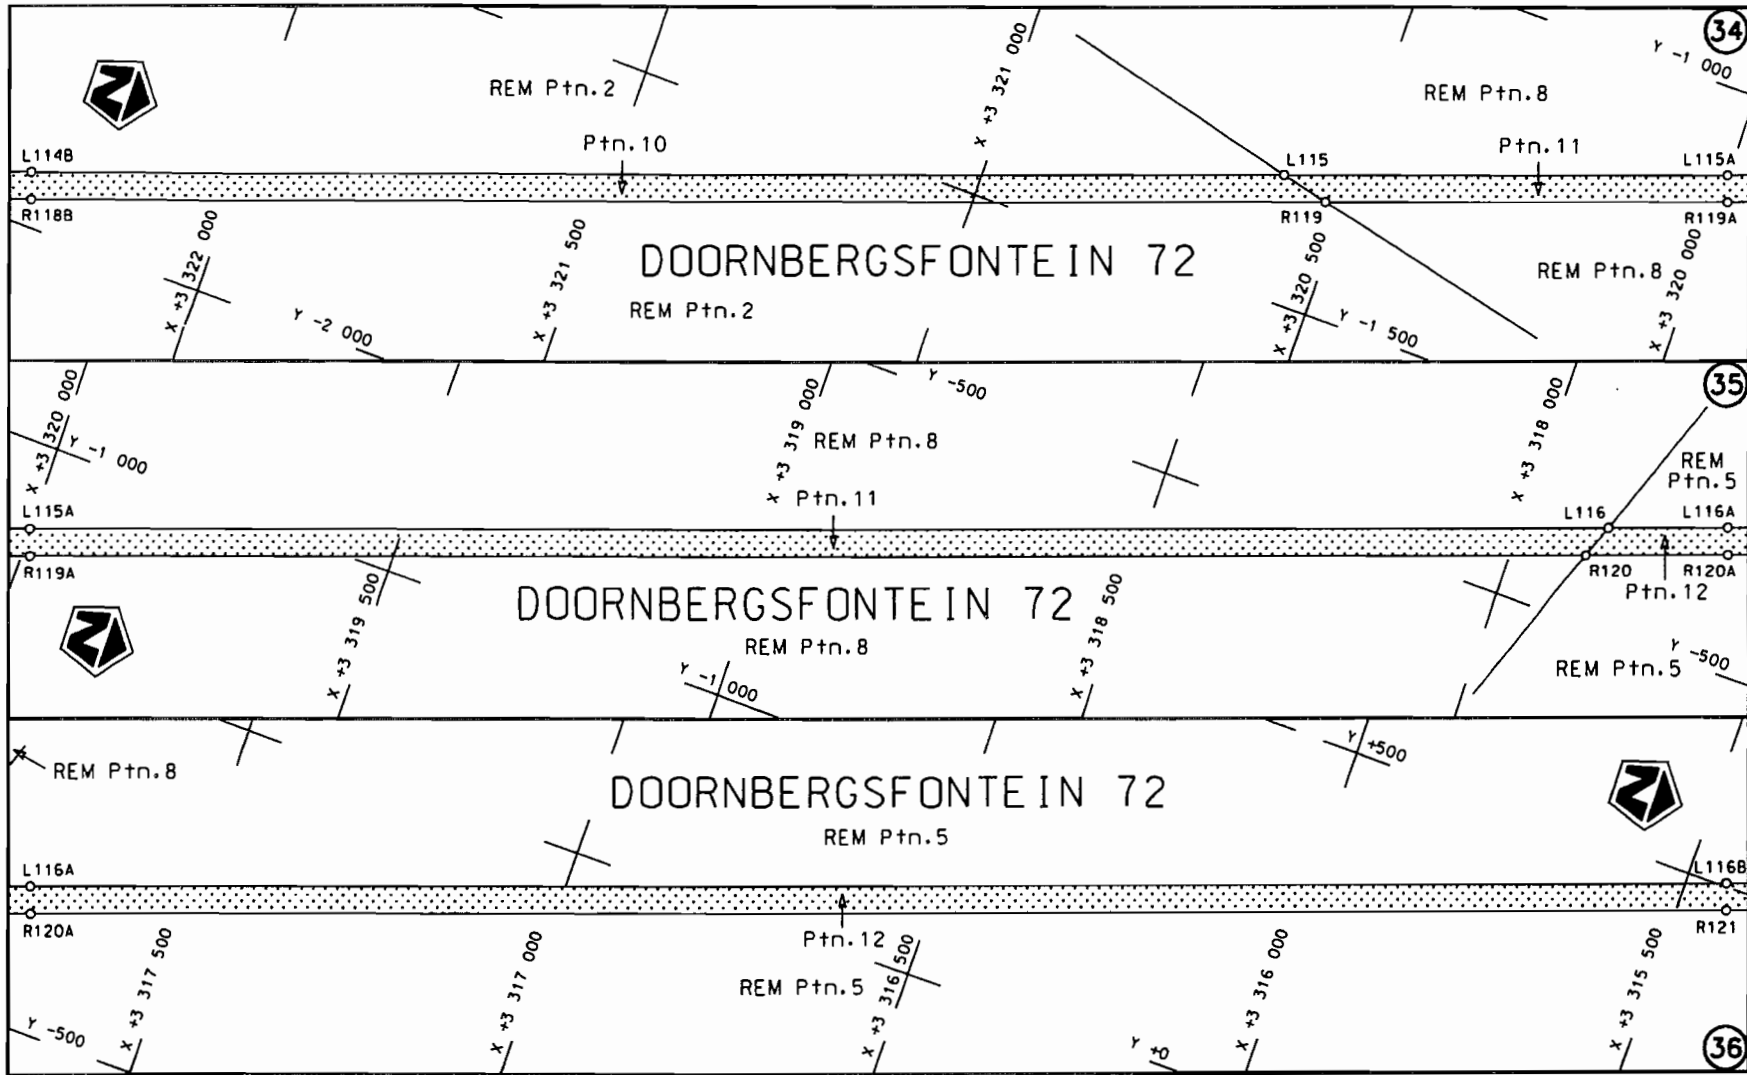 34
Y -1 000
X +3 321 000
REM Ptn.2
REM Ptn.8
Ptn.10
Ptn.11
L114B
L115
L115A
R118B
R119
R119A
X +3 322 000
X +3 321 500
DOORNBERGSFONTEIN 72
X +3 320 500
REM Ptn.8
X +3 320 000
Y -2 000
REM Ptn.2
Y -1 500
35
X +3 320 000
Y -500
X +3 319 000
X +3 318 000
Y -1 000
REM Ptn.8
REM
Ptn.5
Ptn.11
L115A
L116
L116A
R119A
R120
R120A
X +3 319 500
DOORNBERGSFONTEIN 72
X +3 318 500
Ptn.12
REM Ptn.8
Y -500
REM Ptn.5
Y -1 000
Y +500
REM Ptn.8
DOORNBERGSFONTEIN 72
REM Ptn.5
L116A
L116B
R120A
R121
Ptn.12
X +3 317 500
X +3 317 000
REM Ptn.5
X +3 316 500
X +3 316 000
X +3 315 500
Y -500
Y ±0
36